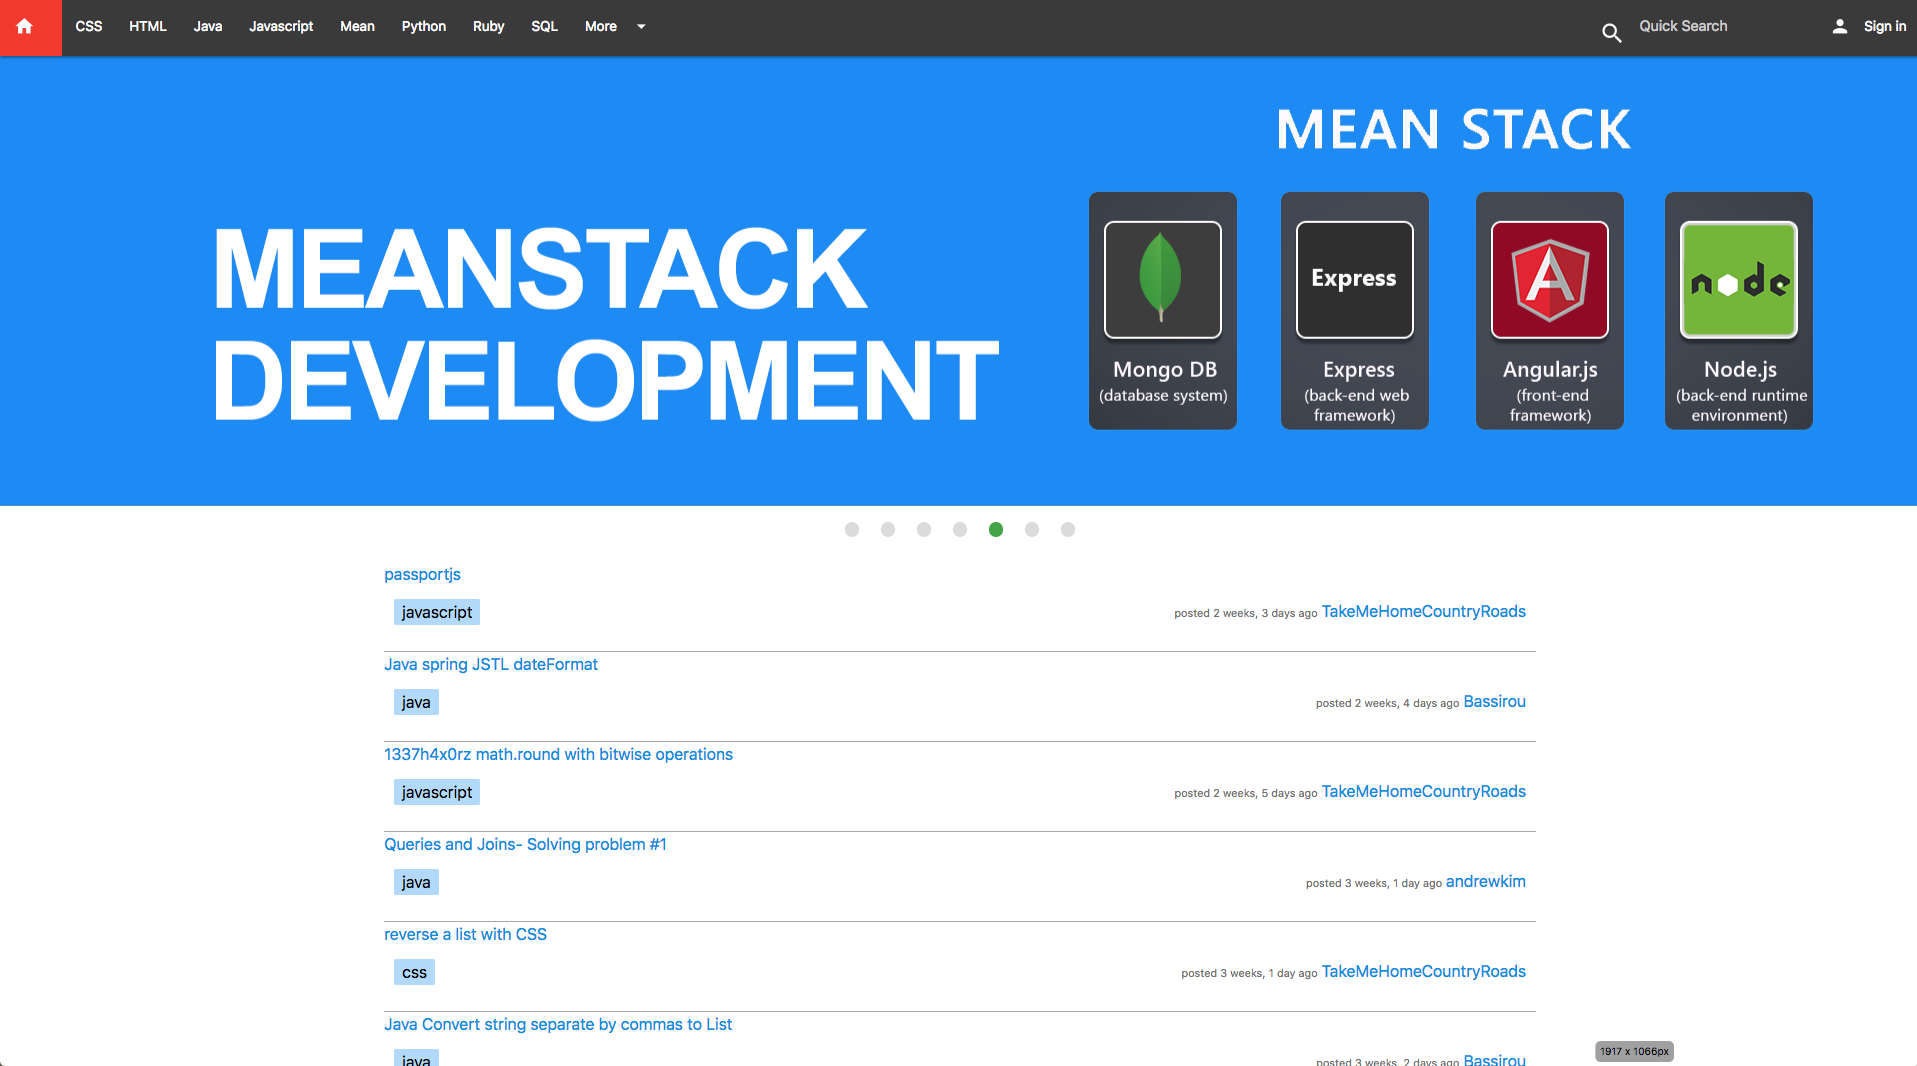 CSS HTML Java Javascript Mean Python Ruby SQL More Quick Search Sign in
MEAN STACK
MEANSTACK
DEVELOPMENT
Express
node
Mongo DB
(database system)
Express
(back-end web
framework)
Angular.js
(front-end
framework)
Node.js
(back-end runtime
environment)
passportjs
javascript posted 2 weeks, 3 days ago TakeMeHomeCountryRoads
Java spring JSTL dateFormat
java posted 2 weeks, 4 days ago Bassirou
1337h4x0rz math.round with bitwise operations
javascript posted 2 weeks, 5 days ago TakeMeHomeCountryRoads
Queries and Joins- Solving problem #1
java posted 3 weeks, 1 day ago andrewkim
reverse a list with CSS
css posted 3 weeks, 1 day ago TakeMeHomeCountryRoads
Java Convert string separate by commas to List
java posted 3 weeks, 2 days ago Bassirou
1917 x 1066px